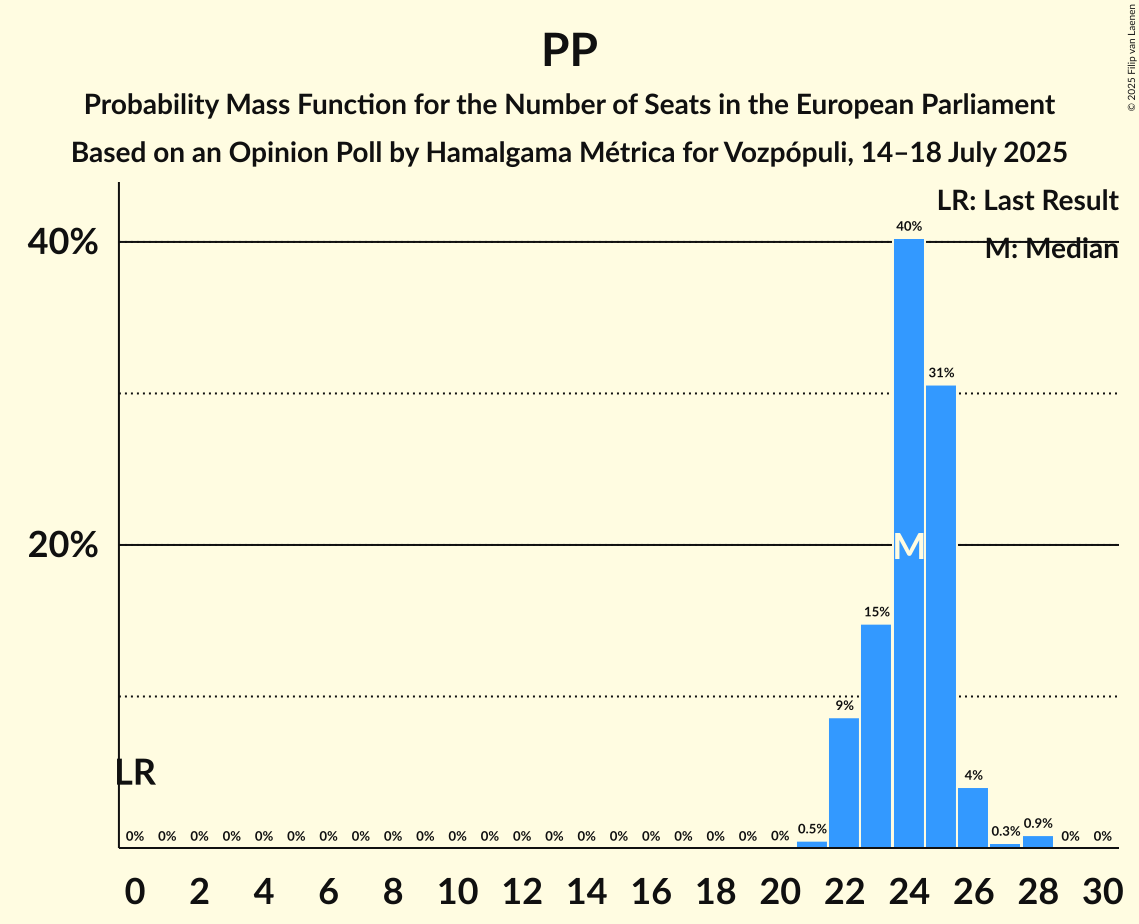 PP
Probability Mass Function for the Number of Seats in the European Parliament
Based on an Opinion Poll by Hamalgama Métrica for Vozpópuli, 14–18 July 2025
© 2025 Filip van Laenen
LR: Last Result
M: Median
40%
20%
LR
M
0% 0% 0% 0% 0% 0% 0% 0% 0% 0% 0% 0% 0% 0% 0% 0% 0% 0% 0% 0% 0% 0.5% 9% 15% 40% 31% 4% 0.3% 0.9% 0% 0%
0 2 4 6 8 10 12 14 16 18 20 22 24 26 28 30